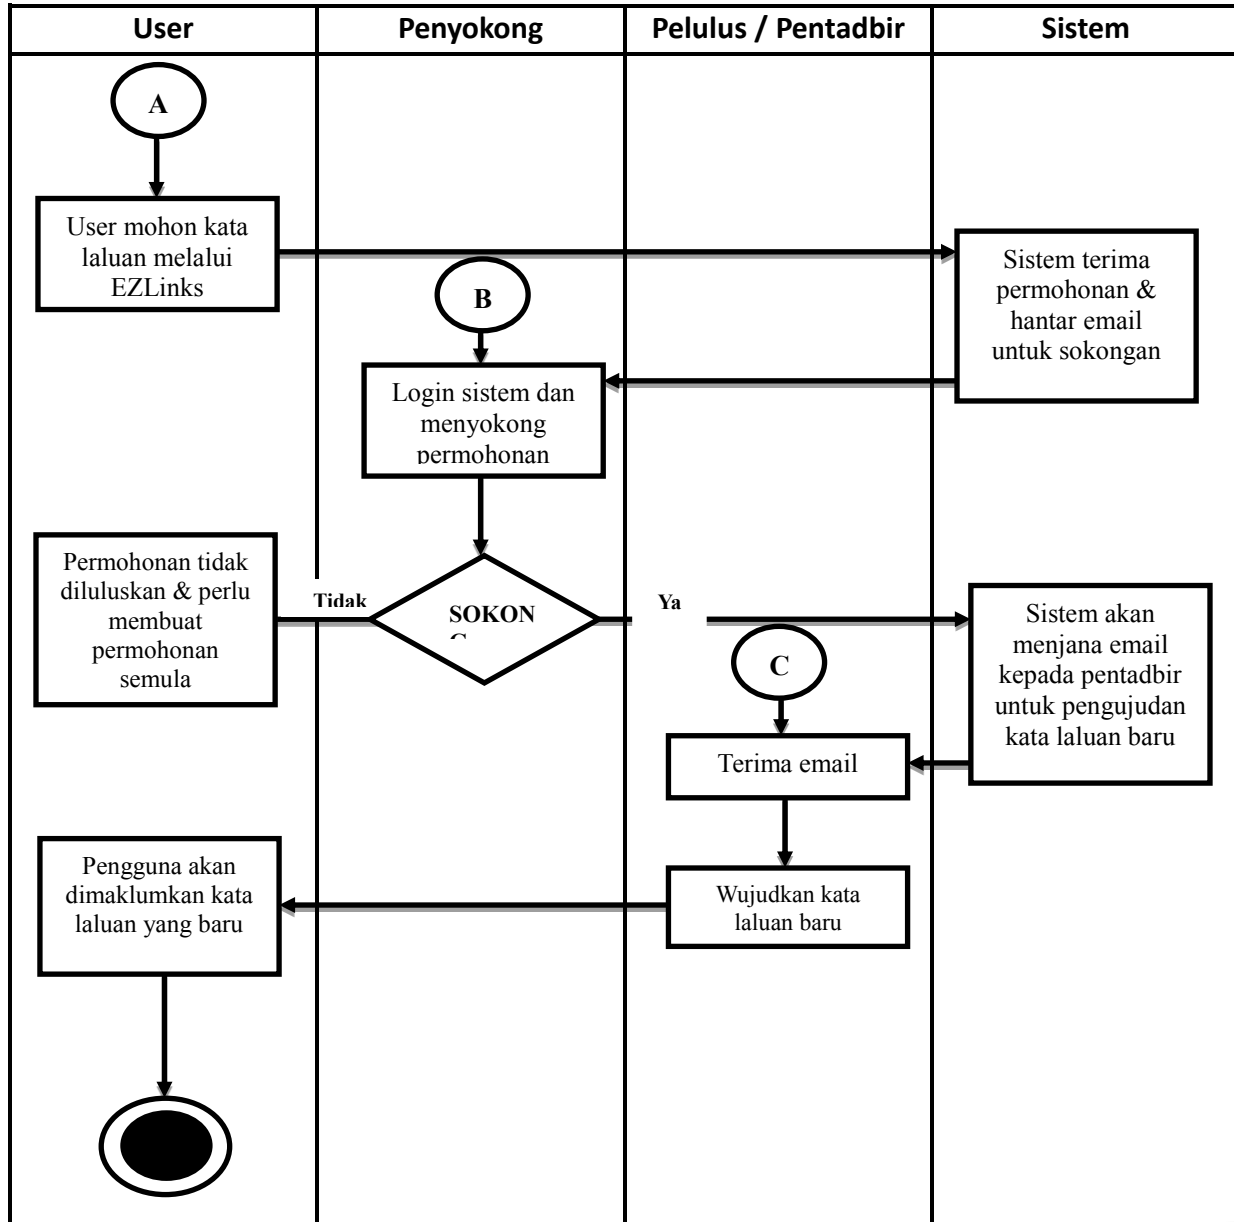 User
Penyokong
Pelulus / Pentadbir
Sistem
A
User mohon kata
laluan melalui
EZLinks
Sistem terima
permohonan &
hantar email
untuk sokongan
B
Login sistem dan
menyokong
permohonan
Permohonan tidak
diluluskan & perlu
membuat
permohonan
semula
Tidak
SOKON
Ya
Sistem akan
menjana email
kepada pentadbir
untuk pengujudan
kata laluan baru
C
Terima email
Pengguna akan
dimaklumkan kata
laluan yang baru
Wujudkan kata
laluan baru